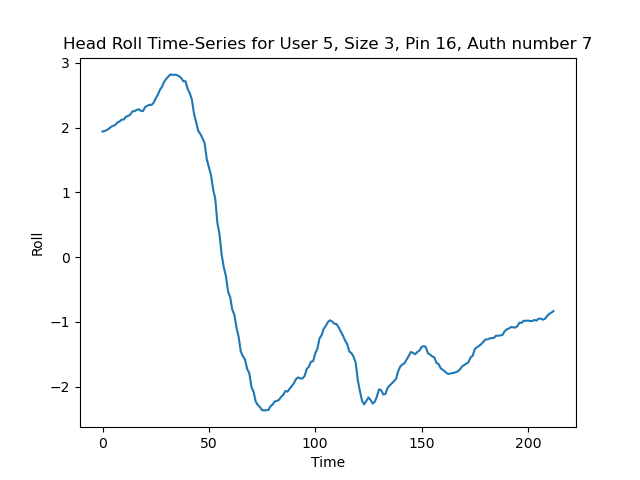 Head Roll Time-Series for User 5, Size 3, Pin 16, Auth number 7
3
2
1
0
−1
−2
Roll
0 50 100 150 200
Time